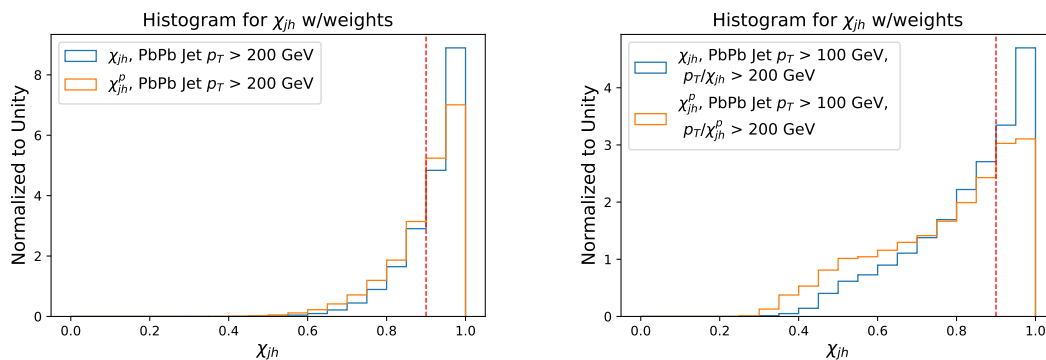 Histogram for χ_jh w/weights
Normalized to Unity
8
6
4
2
0
χ_jh, PbPb Jet p_T > 200 GeV
χ^p_jh, PbPb Jet p_T > 200 GeV
0.0 0.2 0.4 0.6 0.8 1.0
χ_jh
Histogram for χ_jh w/weights
Normalized to Unity
4
3
2
1
0
χ_jh, PbPb Jet p_T > 100 GeV,
p_T/χ_jh > 200 GeV
χ^p_jh, PbPb Jet p_T > 100 GeV,
p_T/χ^p_jh > 200 GeV
0.0 0.2 0.4 0.6 0.8 1.0
χ_jh